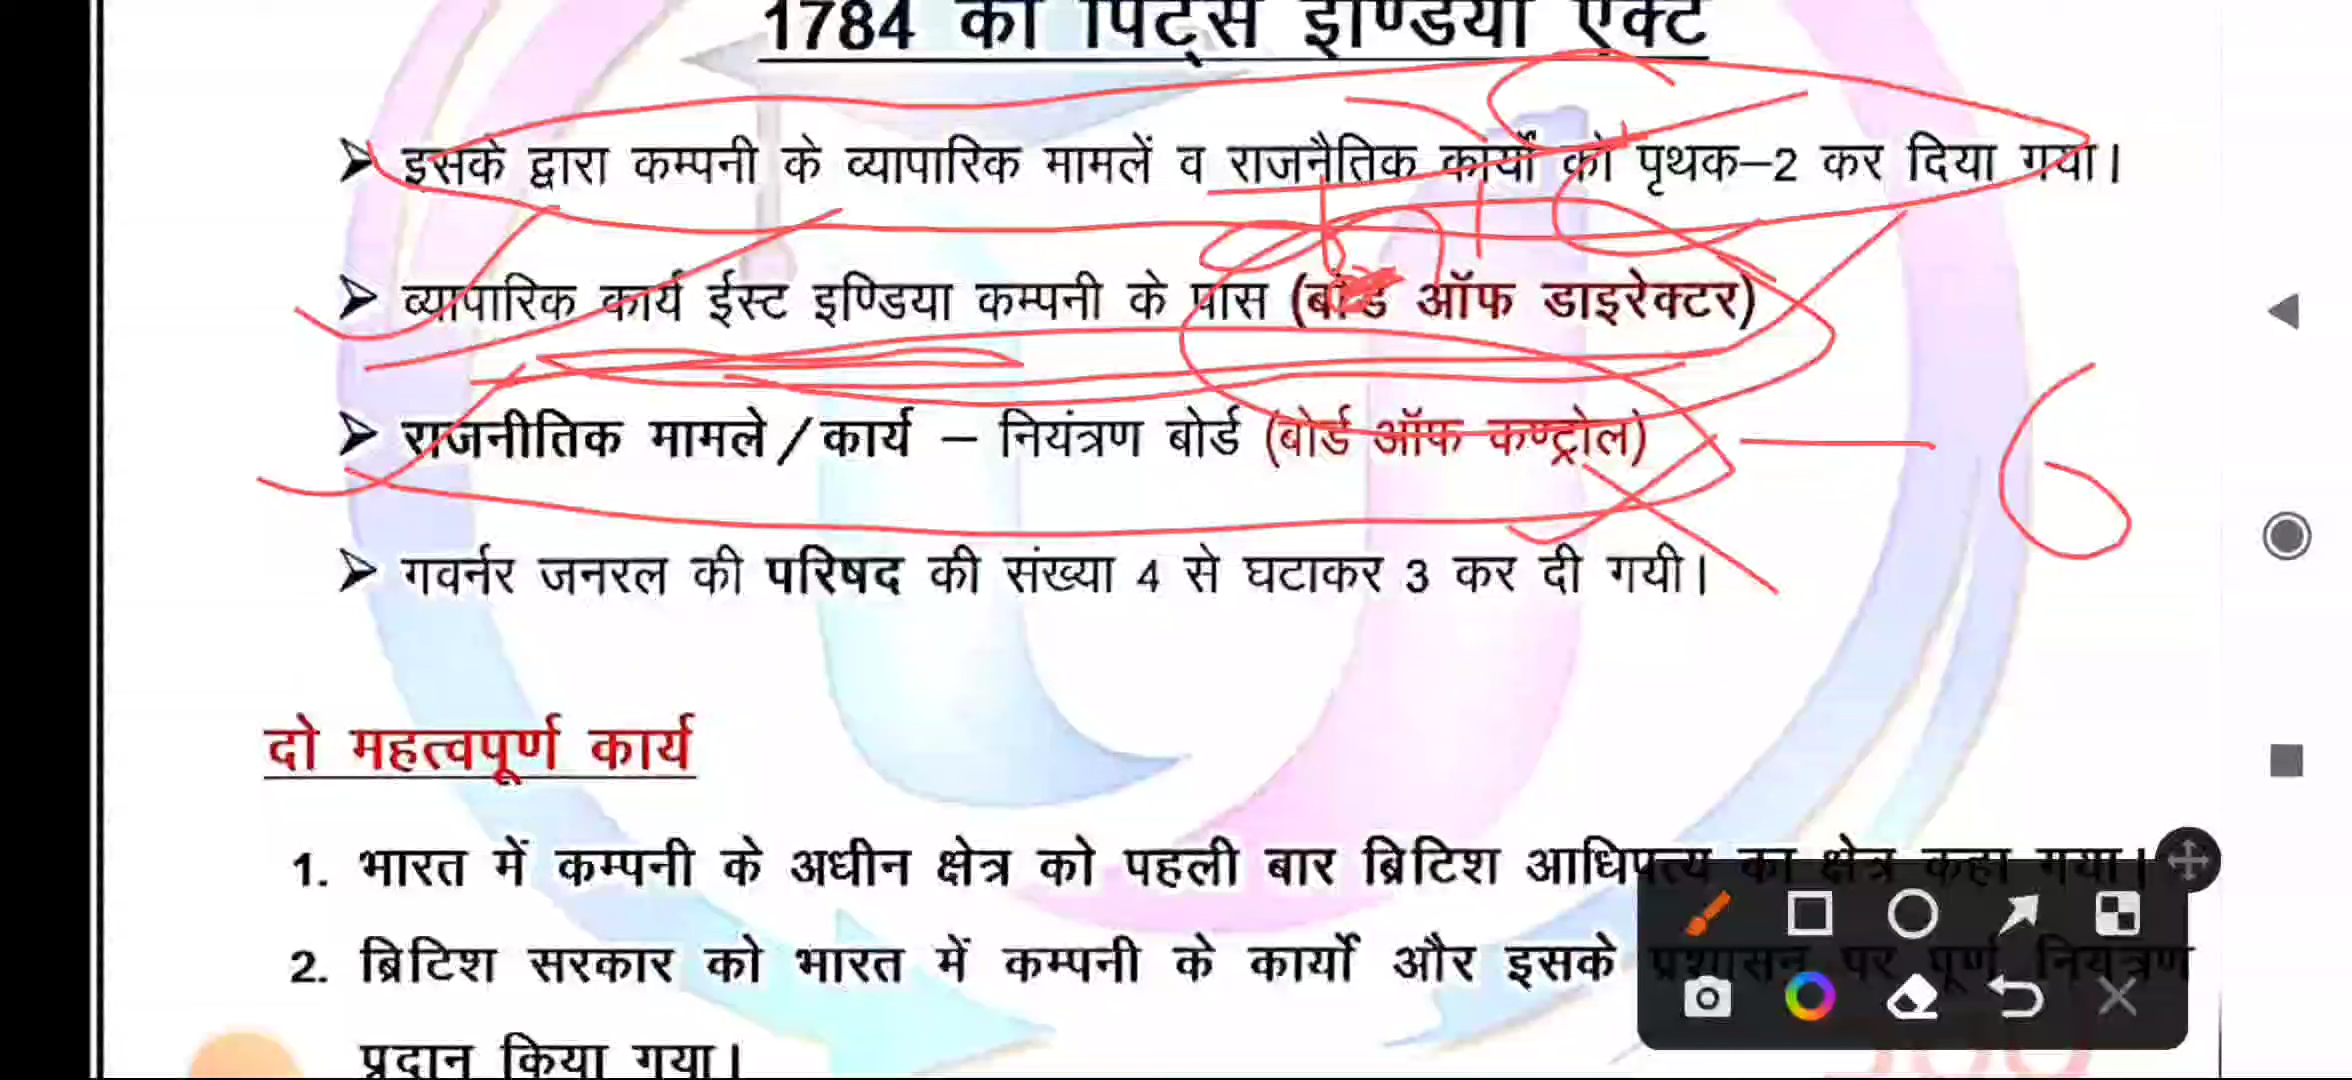 1784 का पिट्स इण्डिया एक्ट
➤ इसके द्वारा कम्पनी के व्यापारिक मामलें व राजनैतिक कार्यों को पृथक–2 कर दिया गया।
➤ व्यापारिक कार्य ईस्ट इण्डिया कम्पनी के पास (बोर्ड ऑफ डाइरेक्टर)
➤ राजनीतिक मामले / कार्य – नियंत्रण बोर्ड (बोर्ड ऑफ कण्ट्रोल) — 6
➤ गवर्नर जनरल की परिषद की संख्या 4 से घटाकर 3 कर दी गयी।
दो महत्वपूर्ण कार्य
1. भारत में कम्पनी के अधीन क्षेत्र को पहली बार ब्रिटिश आधिपत्य का क्षेत्र कहा गया।
2. ब्रिटिश सरकार को भारत में कम्पनी के कार्यों और इसके प्रशासन पर पूर्ण नियंत्रण
प्रदान किया गया।